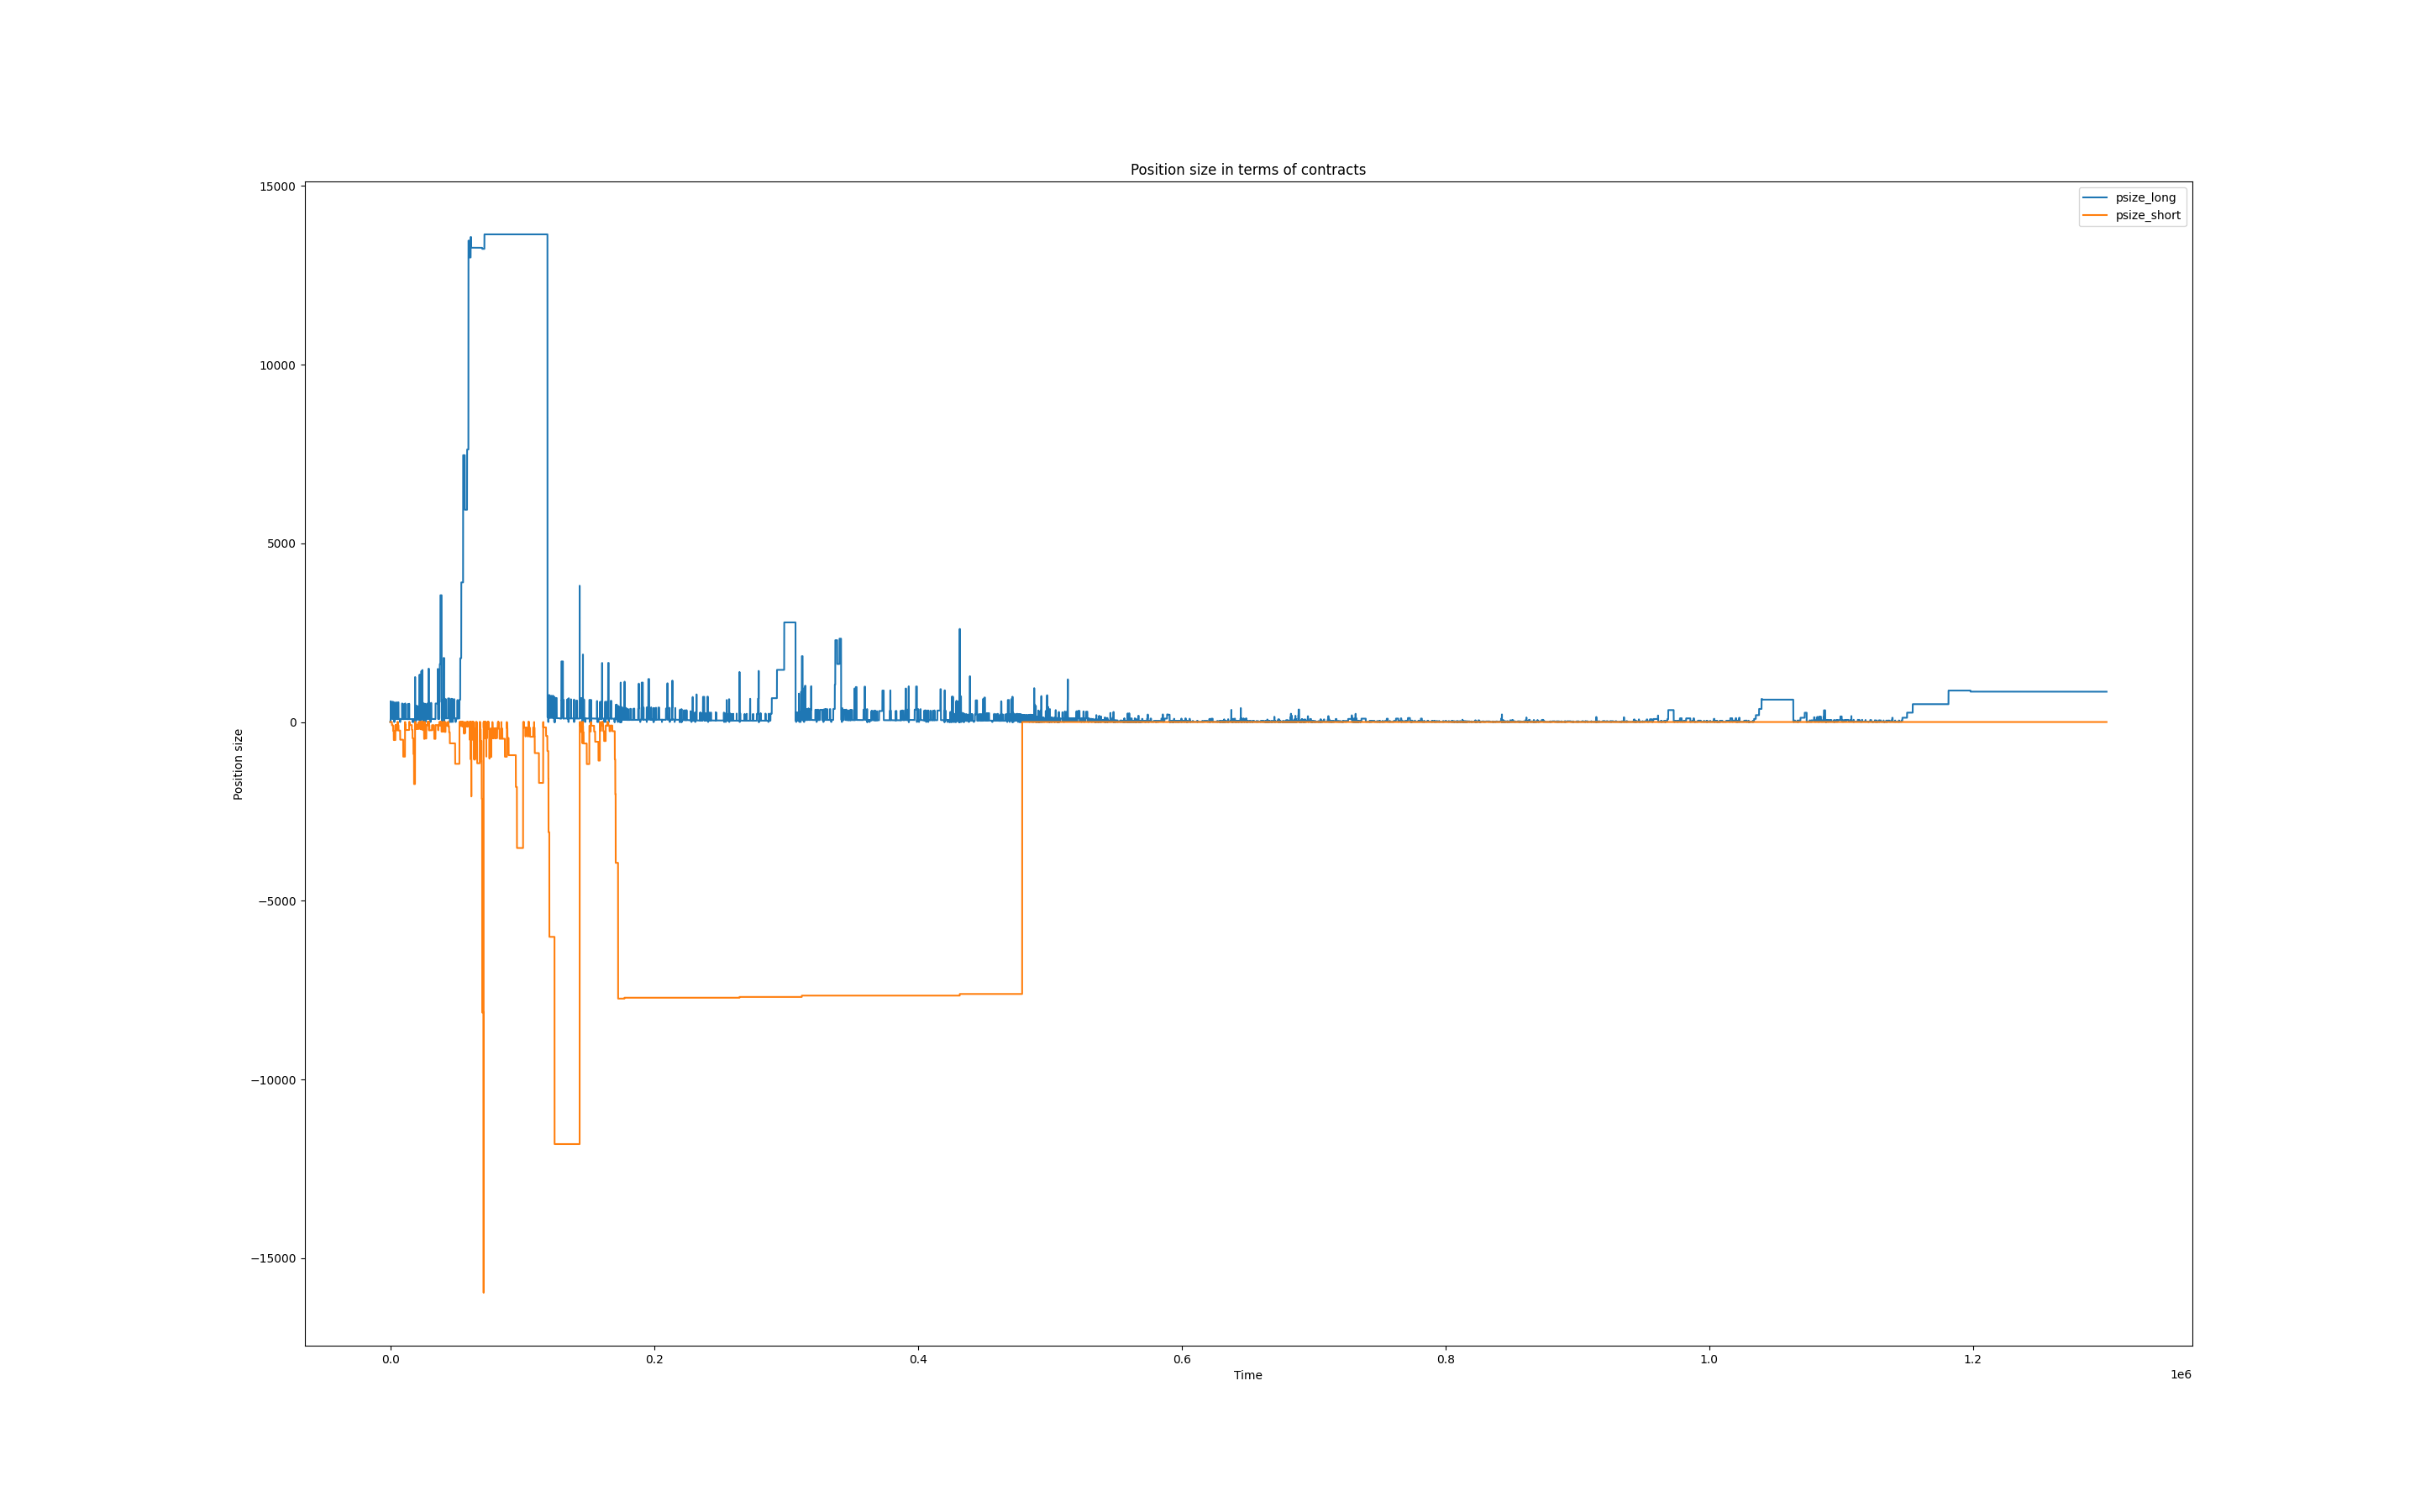 Position size in terms of contracts
psize_long
psize_short
15000
10000
5000
0
−5000
−10000
−15000
Position size
0.0 0.2 0.4 0.6 0.8 1.0 1.2
Time
1e6